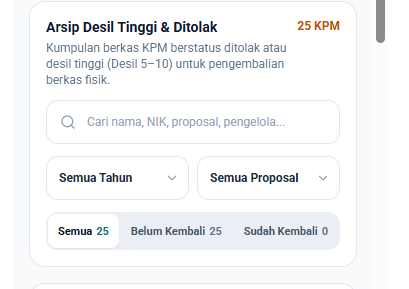 Arsip Desil Tinggi & Ditolak
25 KPM
Kumpulan berkas KPM berstatus ditolak atau
desil tinggi (Desil 5–10) untuk pengembalian
berkas fisik.
Cari nama, NIK, proposal, pengelola...
Semua Tahun
Semua Proposal
Semua 25
Belum Kembali 25
Sudah Kembali 0